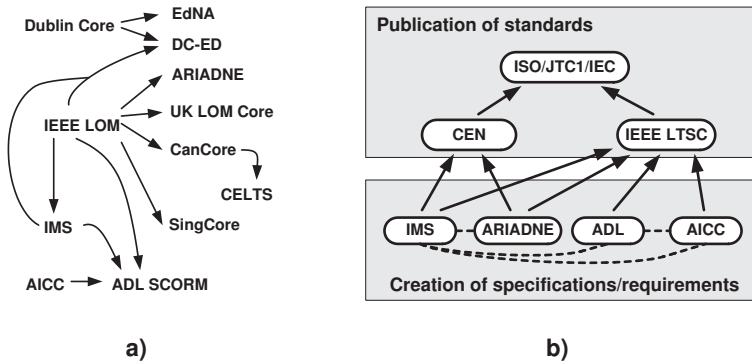 EdNA
Dublin Core
DC-ED
ARIADNE
UK LOM Core
IEEE LOM
CanCore
CELTS
IMS
SingCore
AICC
ADL SCORM
a)
Publication of standards
ISO/JTC1/IEC
CEN
IEEE LTSC
IMS
ARIADNE
ADL
AICC
Creation of specifications/requirements
b)